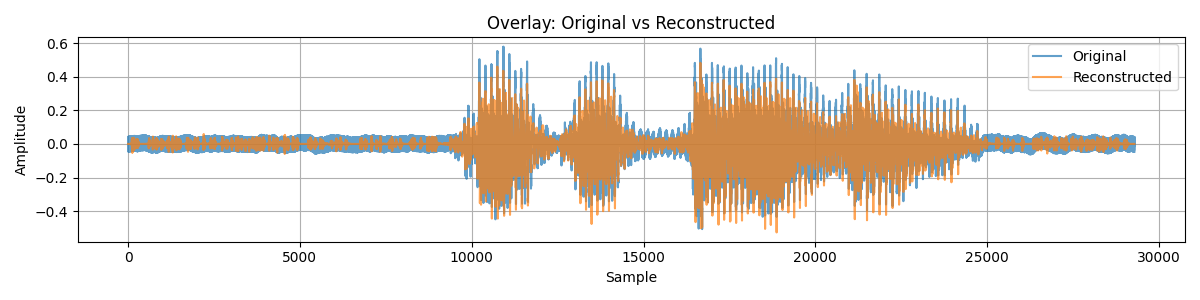 Overlay: Original vs Reconstructed
Original
Reconstructed
Amplitude
0.6
0.4
0.2
0.0
−0.2
−0.4
0 5000 10000 15000 20000 25000 30000
Sample